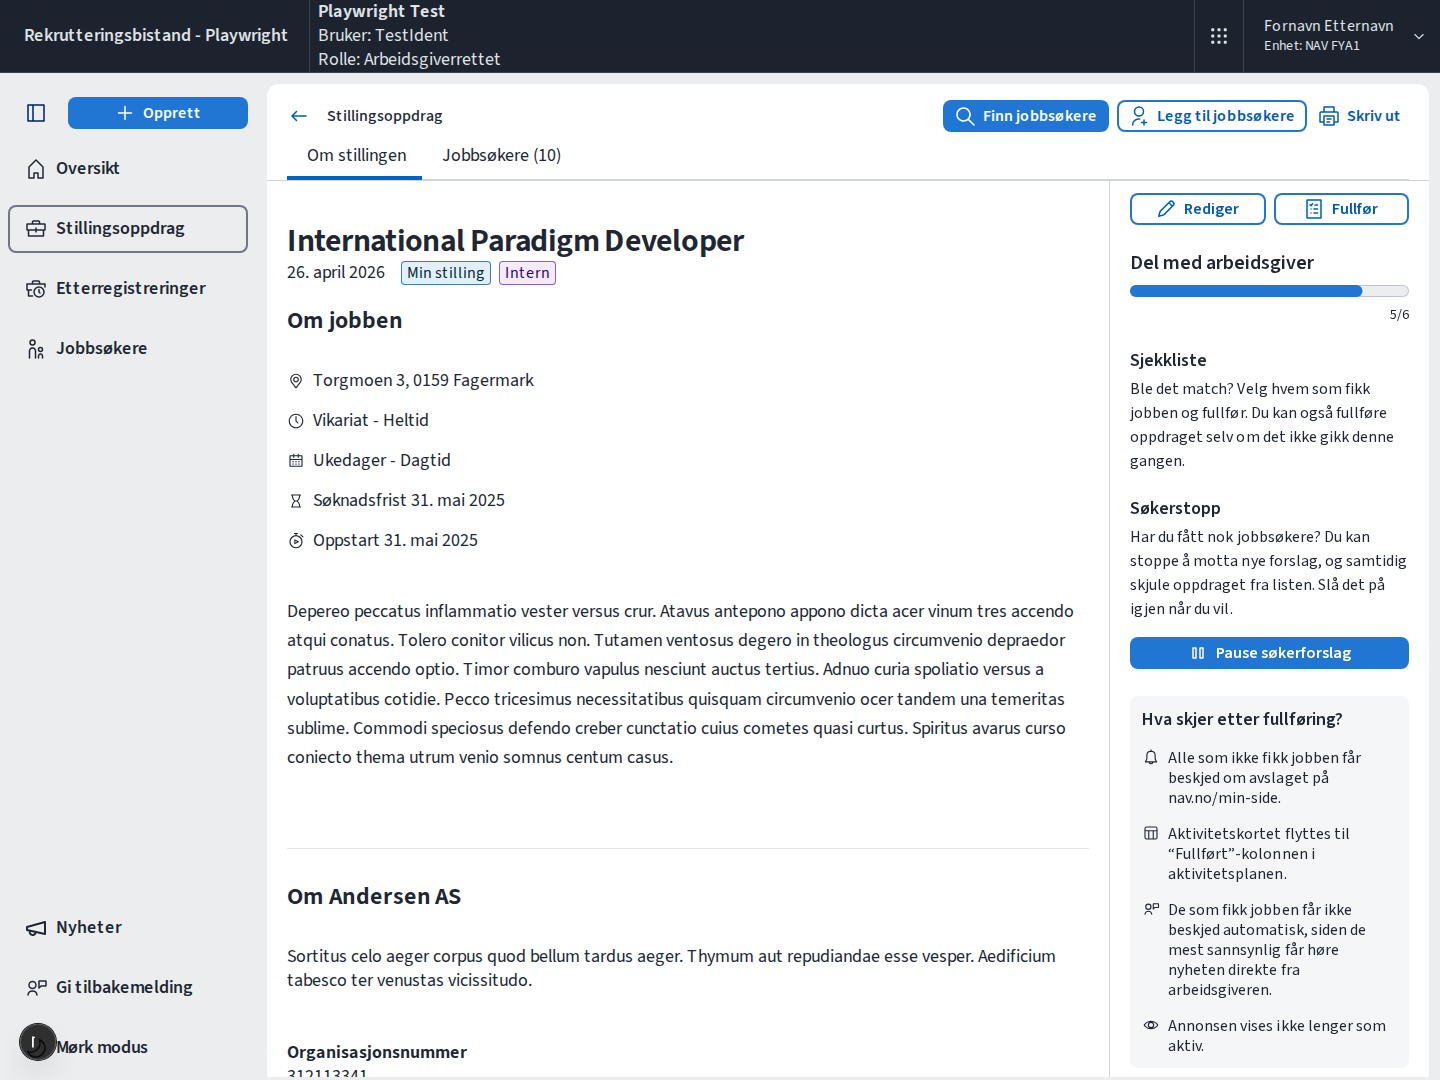 Rekrutteringsbistand - Playwright
Playwright Test
Bruker: TestIdent
Rolle: Arbeidsgiverrettet
Fornavn Etternavn
Enhet: NAV FYA1
Opprett
Oversikt
Stillingsoppdrag
Etterregistreringer
Jobbsøkere
Nyheter
Gi tilbakemelding
Mørk modus
Stillingsoppdrag
Finn jobbsøkere
Legg til jobbsøkere
Skriv ut
Om stillingen
Jobbsøkere (10)
International Paradigm Developer
26. april 2026
Min stilling
Intern
Om jobben
Torgmoen 3, 0159 Fagermark
Vikariat - Heltid
Ukedager - Dagtid
Søknadsfrist 31. mai 2025
Oppstart 31. mai 2025
Depereo peccatus inflammatio vester versus crur. Atavus antepono appono dicta acer vinum tres accendo
atqui conatus. Tolero conitor vilicus non. Tutamen ventosus degero in theologus circumvenio depraedor
patruus accendo optio. Timor comburo vapulus nesciunt auctus tertius. Adnuo curia spoliatio versus a
voluptatibus cotidie. Pecco tricesimus necessitatibus quisquam circumvenio ocer tandem una temeritas
sublime. Commodi speciosus defendo creber cunctatio cuius cometes quasi curtus. Spiritus avarus curso
coniecto thema utrum venio somnus centum casus.
Om Andersen AS
Sortitus celo aeger corpus quod bellum tardus aeger. Thymum aut repudiandae esse vesper. Aedificium
tabesco ter venustas vicissitudo.
Organisasjonsnummer
312113341
Rediger
Fullfør
Del med arbeidsgiver
5/6
Sjekkliste
Ble det match? Velg hvem som fikk
jobben og fullfør. Du kan også fullføre
oppdraget selv om det ikke gikk denne
gangen.
Søkerstopp
Har du fått nok jobbsøkere? Du kan
stoppe å motta nye forslag, og samtidig
skjule oppdraget fra listen. Slå det på
igjen når du vil.
Pause søkerforslag
Hva skjer etter fullføring?
Alle som ikke fikk jobben får
beskjed om avslaget på
nav.no/min-side.
Aktivitetskortet flyttes til
“Fullført”-kolonnen i
aktivitetsplanen.
De som fikk jobben får ikke
beskjed automatisk, siden de
mest sannsynlig får høre
nyheten direkte fra
arbeidsgiveren.
Annonsen vises ikke lenger som
aktiv.